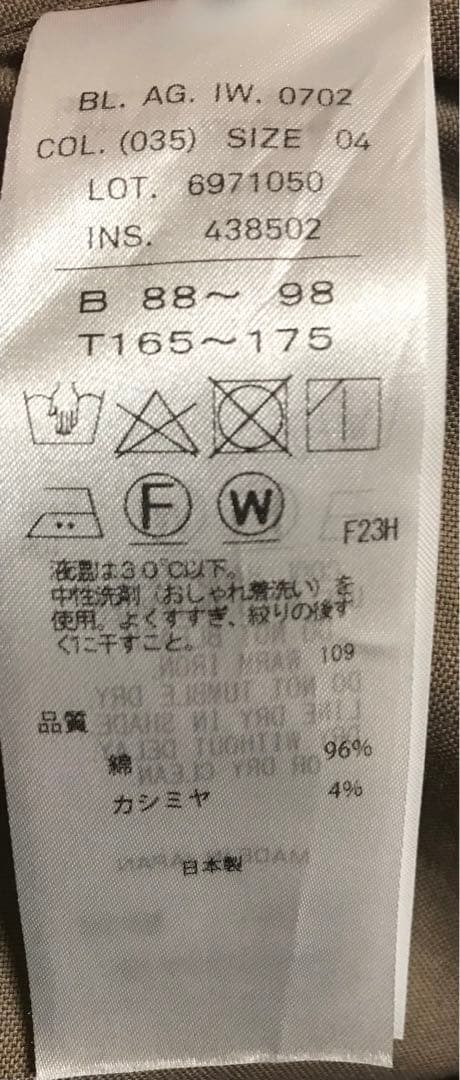 BL. AG. IW. 0702
COL. (035) SIZE 04
LOT. 6971050
INS. 438502
B 88～ 98
T165～175
F W
F23H
液温は30℃以下。
中性洗剤（おしゃれ着洗い）を
使用。よくすすぎ、絞りの後す
ぐに干すこと。
109
品質
綿 96%
カシミヤ 4%
日本製